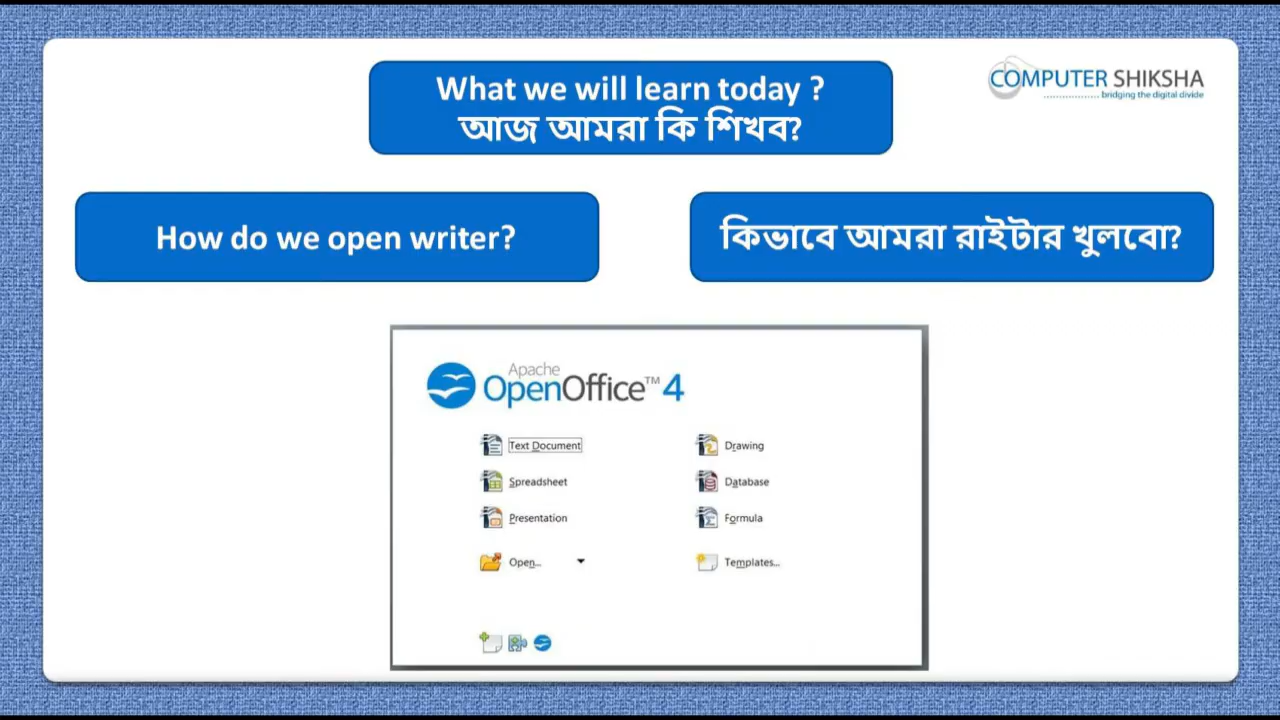 What we will learn today ?
আজ আমরা কি শিখব?
COMPUTER SHIKSHA
bridging the digital divide
How do we open writer?
কিভাবে আমরা রাইটার খুলবো?
Apache
OpenOffice™ 4
Text Document
Drawing
Spreadsheet
Database
Presentation
Formula
Open...
Templates...